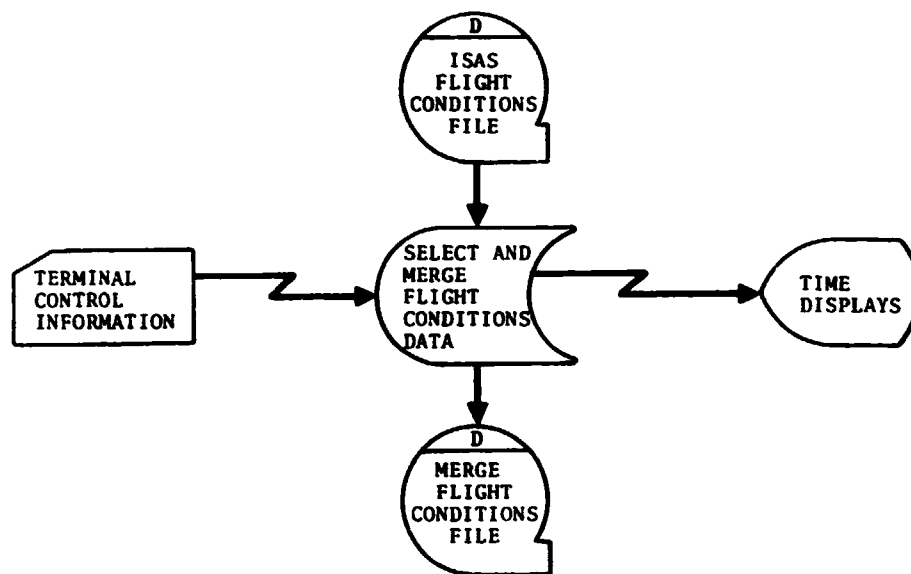 D
ISAS
FLIGHT
CONDITIONS
FILE
TERMINAL
CONTROL
INFORMATION
SELECT AND
MERGE
FLIGHT
CONDITIONS
DATA
TIME
DISPLAYS
D
MERGE
FLIGHT
CONDITIONS
FILE